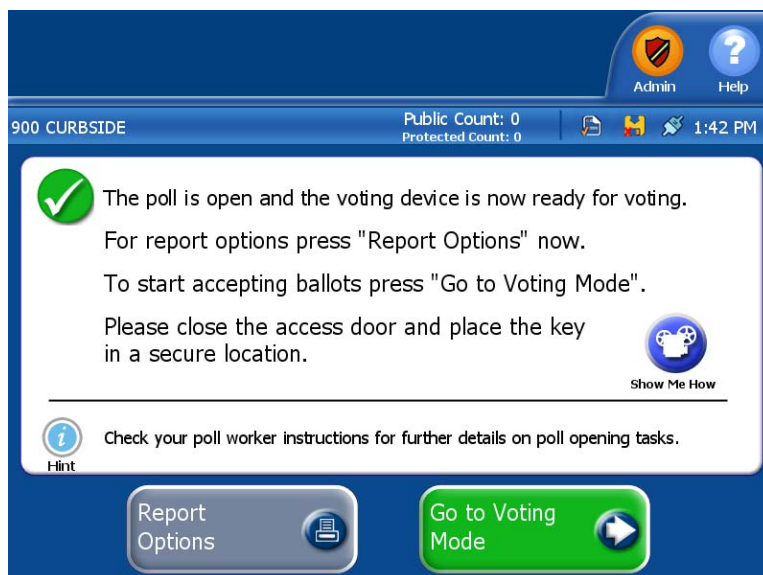 Admin
Help
900 CURBSIDE
Public Count: 0
Protected Count: 0
1:42 PM
The poll is open and the voting device is now ready for voting.
For report options press "Report Options" now.
To start accepting ballots press "Go to Voting Mode".
Please close the access door and place the key
in a secure location.
Show Me How
Hint
Check your poll worker instructions for further details on poll opening tasks.
Report
Options
Go to Voting
Mode